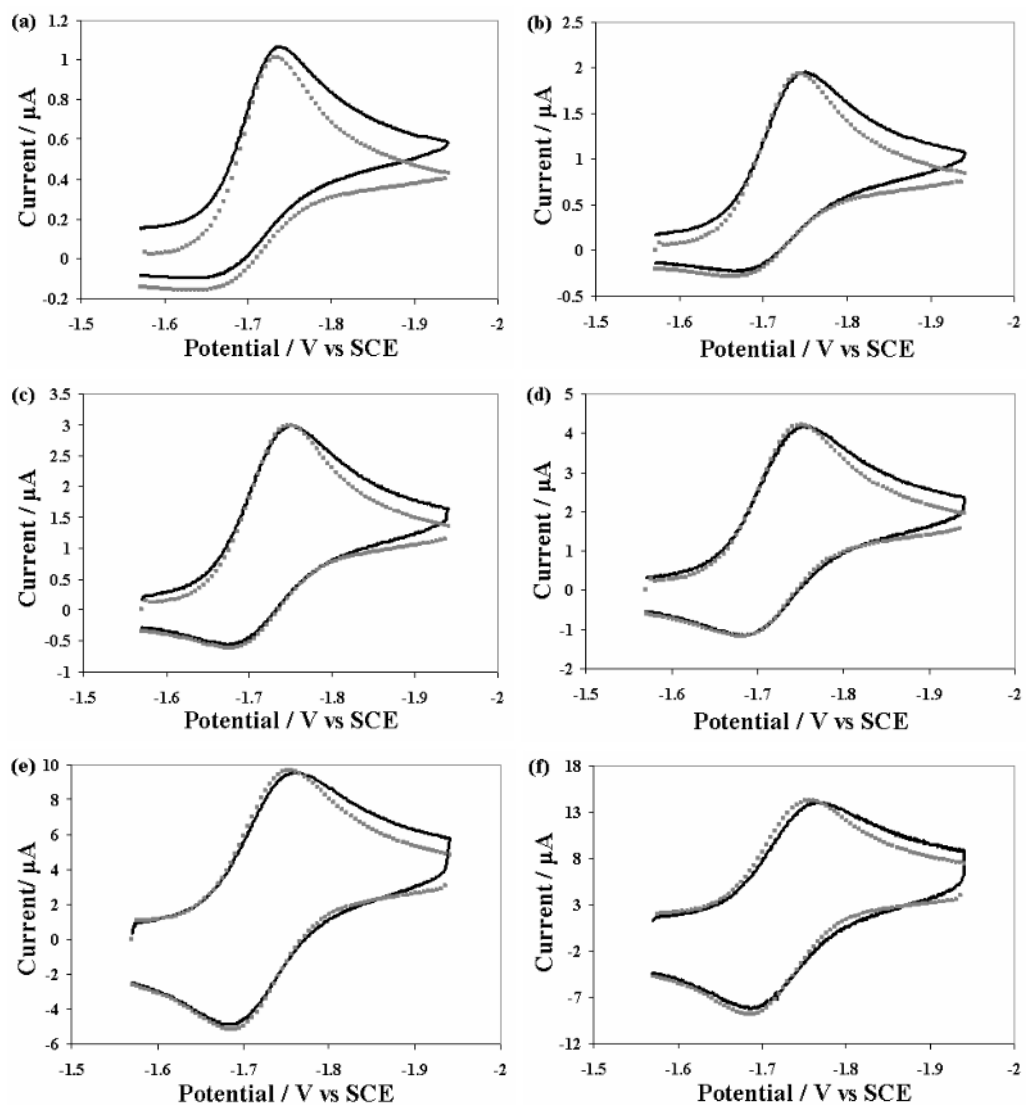 (a)
1.2
1
0.8
0.6
0.4
0.2
0
-0.2
Current / µA
-1.5 -1.6 -1.7 -1.8 -1.9 -2
Potential / V vs SCE
(b)
2.5
2
1.5
1
0.5
0
-0.5
Current / µA
-1.5 -1.6 -1.7 -1.8 -1.9 -2
Potential / V vs SCE
(c)
3.5
3
2.5
2
1.5
1
0.5
0
-0.5
-1
Current / µA
-1.5 -1.6 -1.7 -1.8 -1.9 -2
Potential / V vs SCE
(d)
5
4
3
2
1
0
-1
-2
Current / µA
-1.5 -1.6 -1.7 -1.8 -1.9 -2
Potential / V vs SCE
(e)
10
8
6
4
2
0
-2
-4
-6
Current/ µA
-1.5 -1.6 -1.7 -1.8 -1.9 -2
Potential / V vs SCE
(f)
18
13
8
3
-2
-7
-12
Current / µA
-1.5 -1.6 -1.7 -1.8 -1.9 -2
Potential / V vs SCE